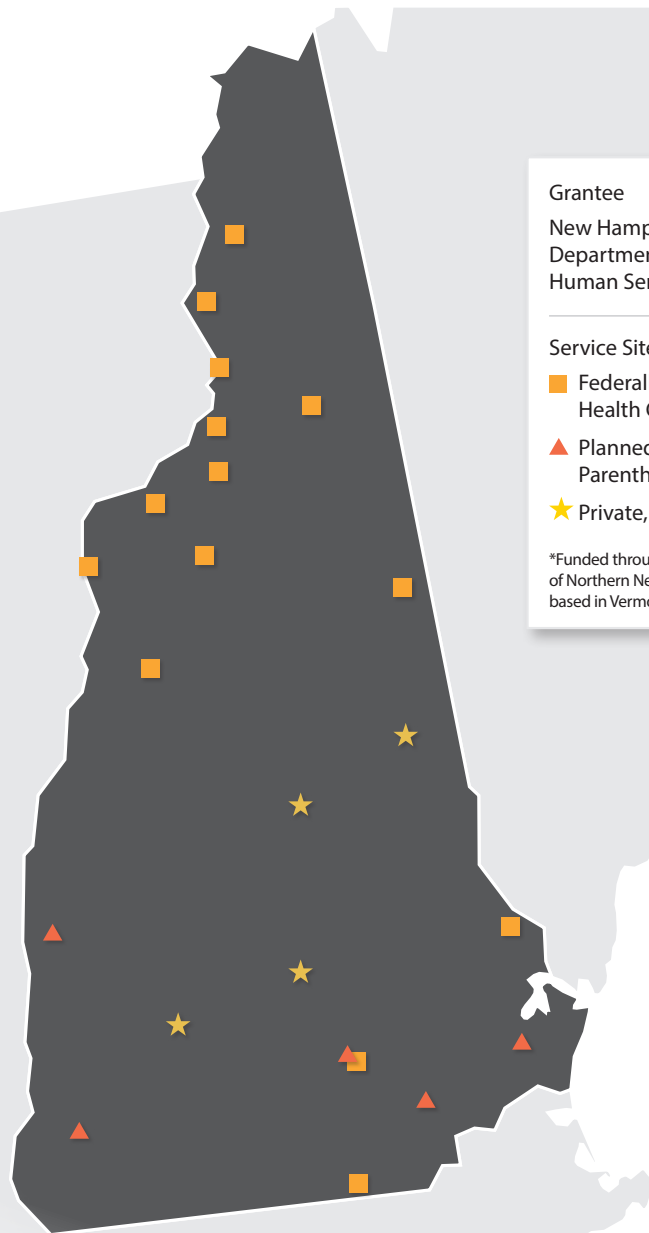 Grantee
New Hamp
Departmen
Human Ser
Service Site
Federal
Health C
Planned
Parenth
Private,
*Funded throu
of Northern Ne
based in Vermo